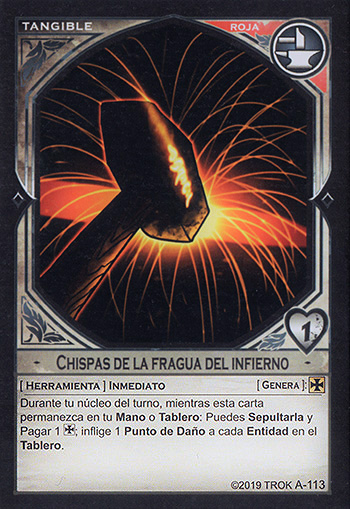 TANGIBLE
ROJA
1
- CHISPAS DE LA FRAGUA DEL INFIERNO -
[ HERRAMIENTA ] INMEDIATO [ GENERA ]:
Durante tu núcleo del turno, mientras esta carta
permanezca en tu Mano o Tablero: Puedes Sepultarla y
Pagar 1 ; inflige 1 Punto de Daño a cada Entidad en el
Tablero.
©2019 TROK A-113